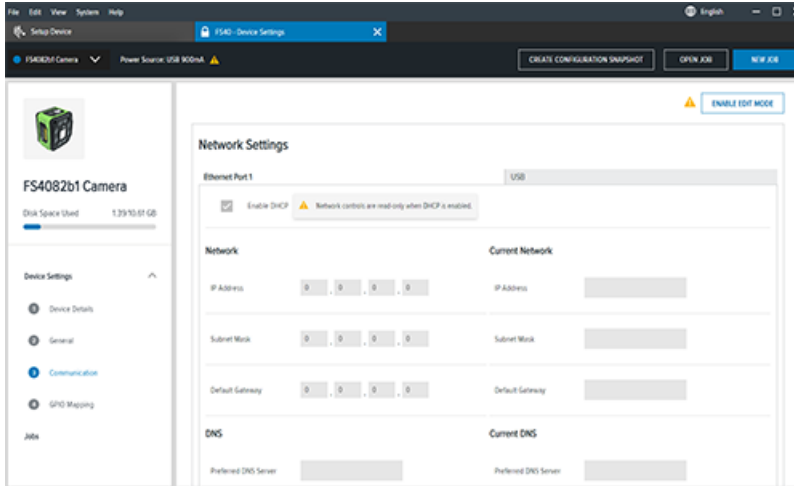 File Edit View System Help English
Setup Device FS40 - Device Settings
FS4082b1 Camera Power Source: USB 900mA CREATE CONFIGURATION SNAPSHOT OPEN JOB NEW JOB
ENABLE EDIT MODE
FS4082b1 Camera
Disk Space Used 1.39/10.61 GB
Device Settings
1 Device Details
2 General
3 Communication
4 GPIO Mapping
Jobs
Network Settings
Ethernet Port 1 USB
Enable DHCP Network controls are read-only when DHCP is enabled.
Network Current Network
IP Address 0 . 0 . 0 . 0 IP Address
Subnet Mask 0 . 0 . 0 . 0 Subnet Mask
Default Gateway 0 . 0 . 0 . 0 Default Gateway
DNS Current DNS
Preferred DNS Server Preferred DNS Server